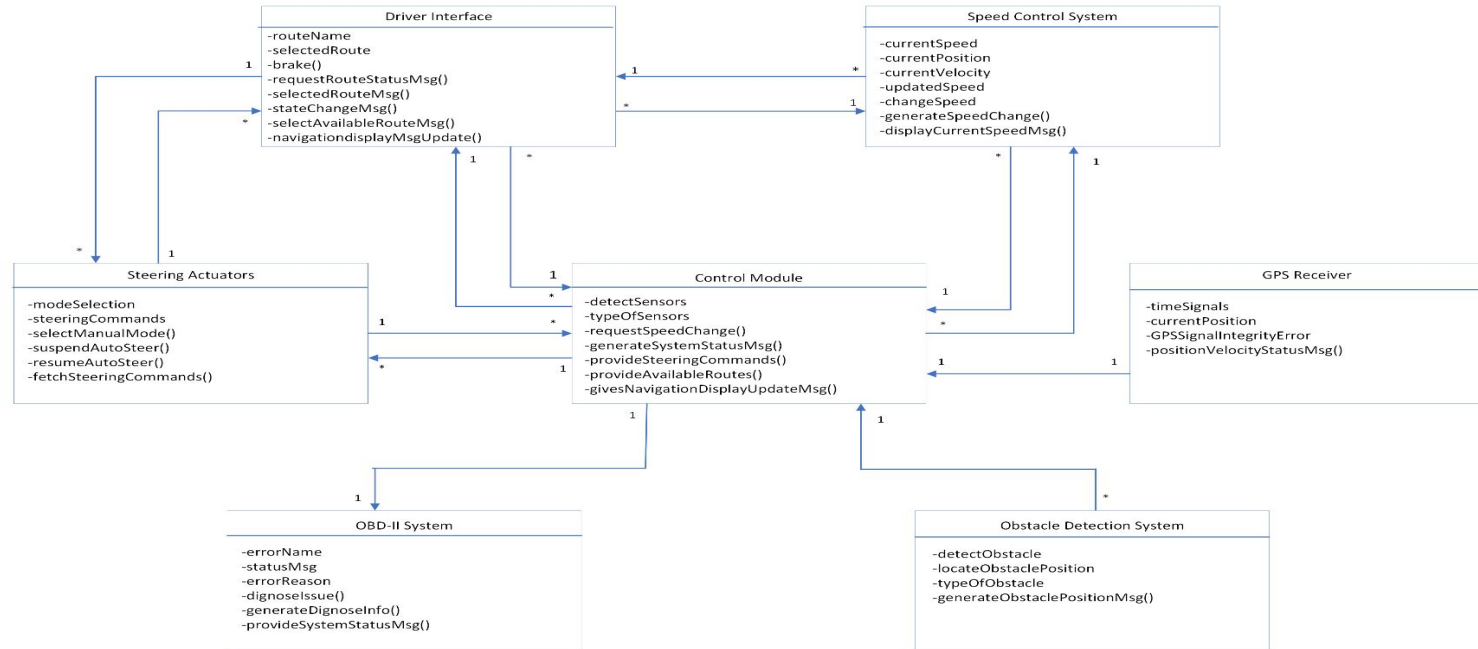 Driver Interface
-routeName
-selectedRoute
-brake()
-requestRouteStatusMsg()
-selectedRouteMsg()
-stateChangeMsg()
-selectAvailableRouteMsg()
-navigationdisplayMsgUpdate()
Speed Control System
-currentSpeed
-currentPosition
-currentVelocity
-updatedSpeed
-changeSpeed
-generateSpeedChange()
-displayCurrentSpeedMsg()
1
*
1
*
1
*
*
1
1
*
1
*
*
1
1
*
Steering Actuators
-modeSelection
-steeringCommands
-selectManualMode()
-suspendAutoSteer()
-resumeAutoSteer()
-fetchSteeringCommands()
1
*
*
1
Control Module
-detectSensors
-typeOfSensors
-requestSpeedChange()
-generateSystemStatusMsg()
-provideSteeringCommands()
-provideAvailableRoutes()
-givesNavigationDisplayUpdateMsg()
1
1
GPS Receiver
-timeSignals
-currentPosition
-GPSSignalIntegrityError
-positionVelocityStatusMsg()
1
1
1
*
OBD-II System
-errorName
-statusMsg
-errorReason
-dignoseIssue()
-generateDignoseInfo()
-provideSystemStatusMsg()
Obstacle Detection System
-detectObstacle
-locateObstaclePosition
-typeOfObstacle
-generateObstaclePositionMsg()